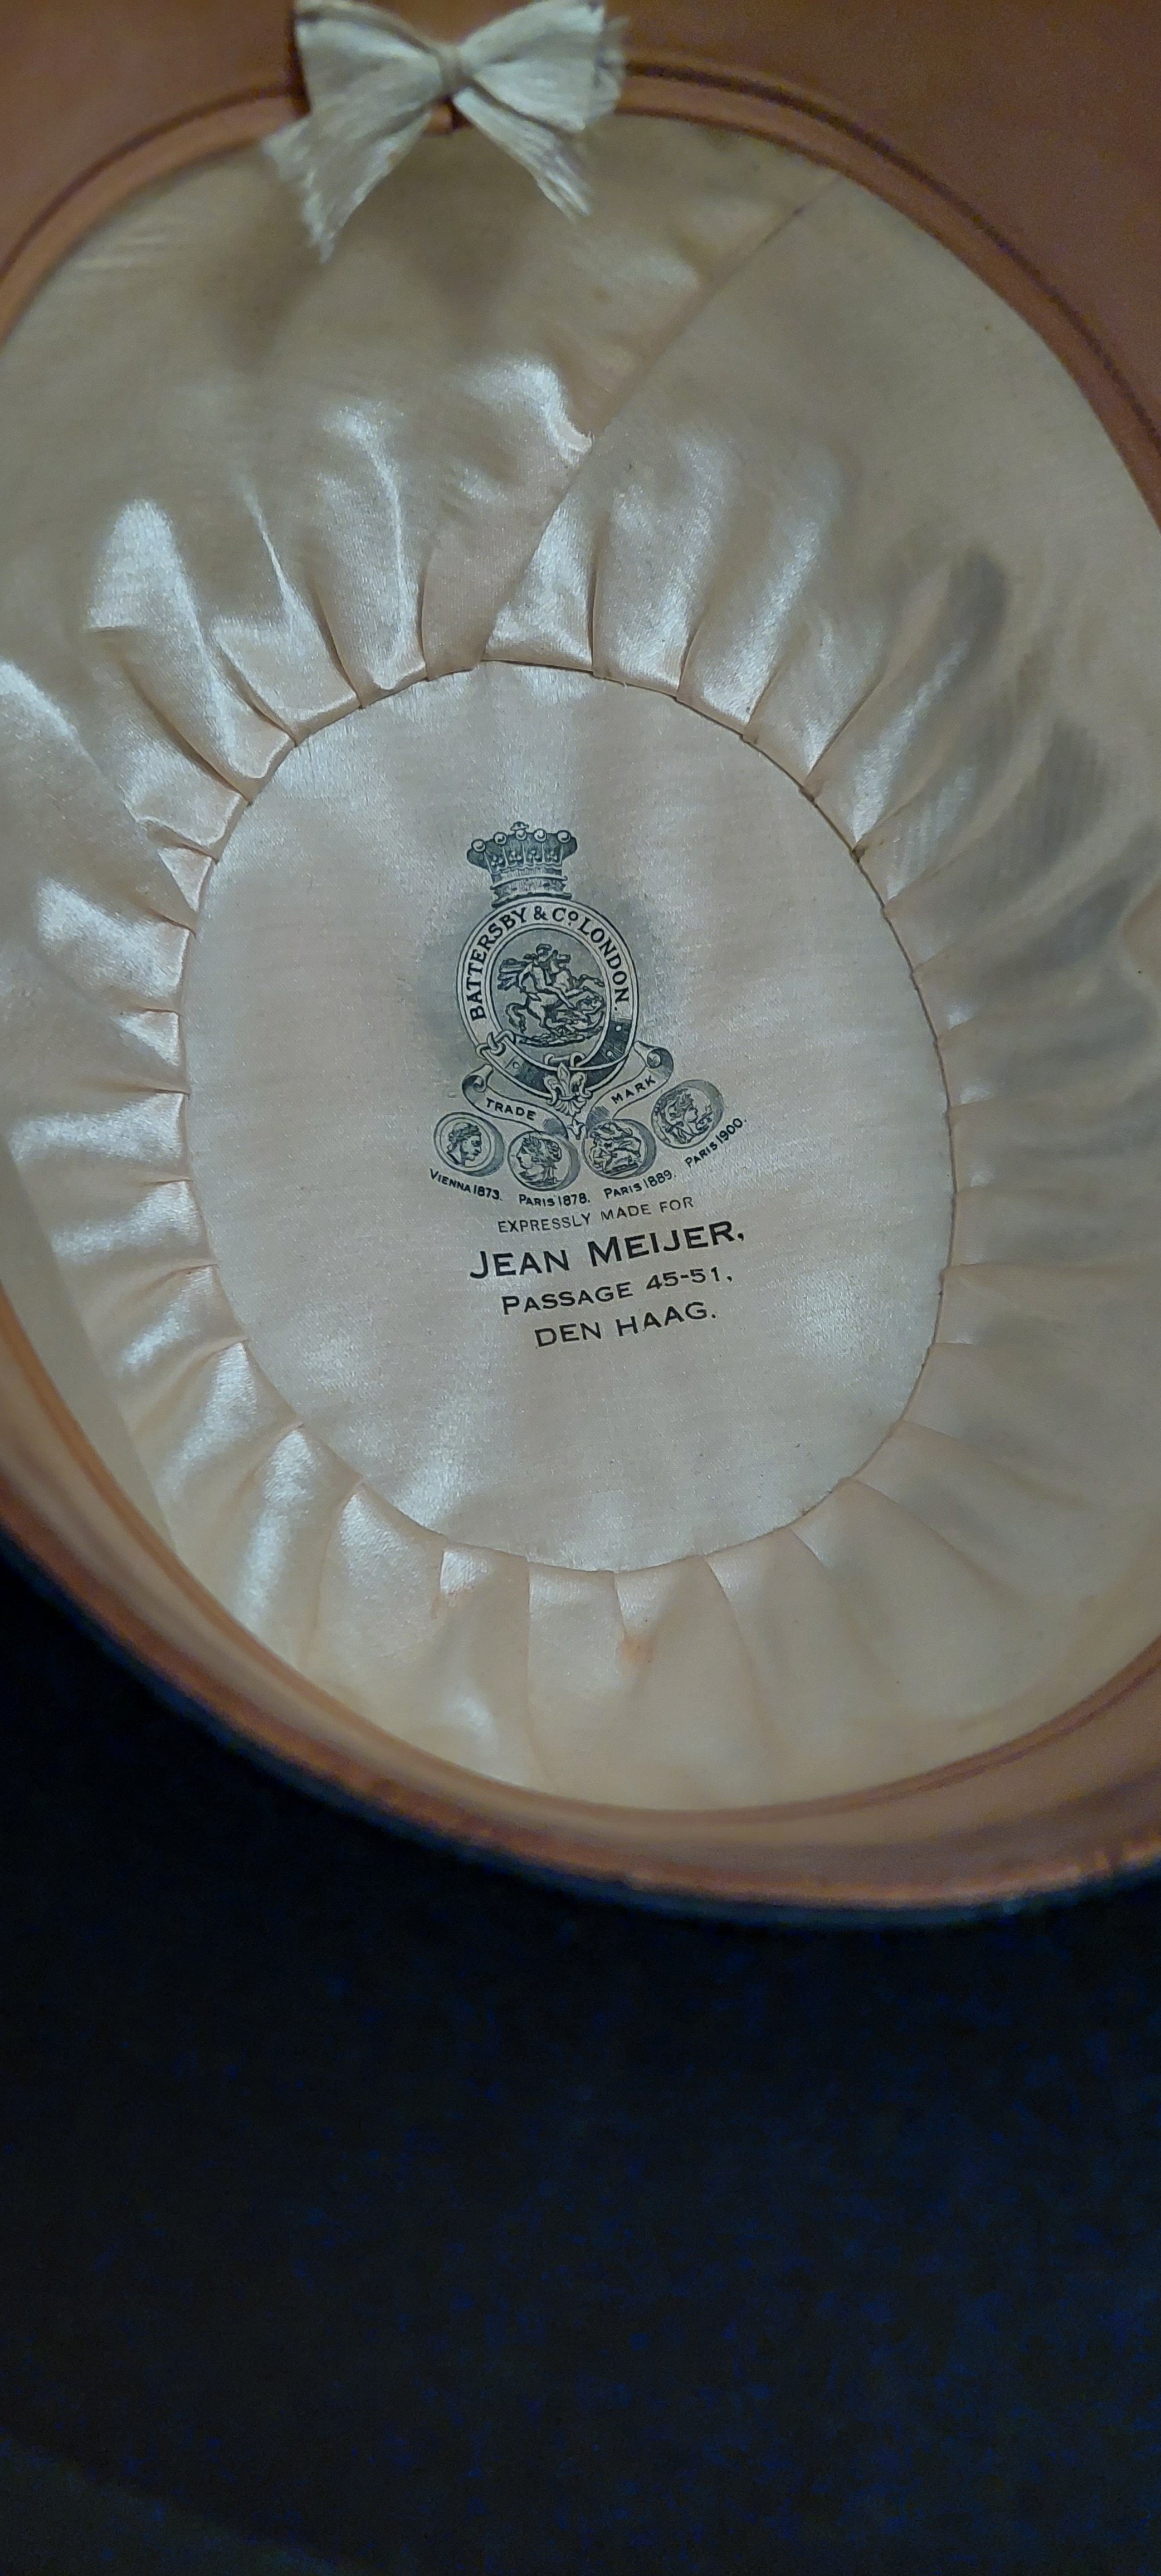 BATTERSBY & Cº LONDON.
TRADE MARK
VIENNA 1873. PARIS 1878. PARIS 1889. PARIS 1900.
EXPRESSLY MADE FOR
JEAN MEIJER,
PASSAGE 45-51,
DEN HAAG.